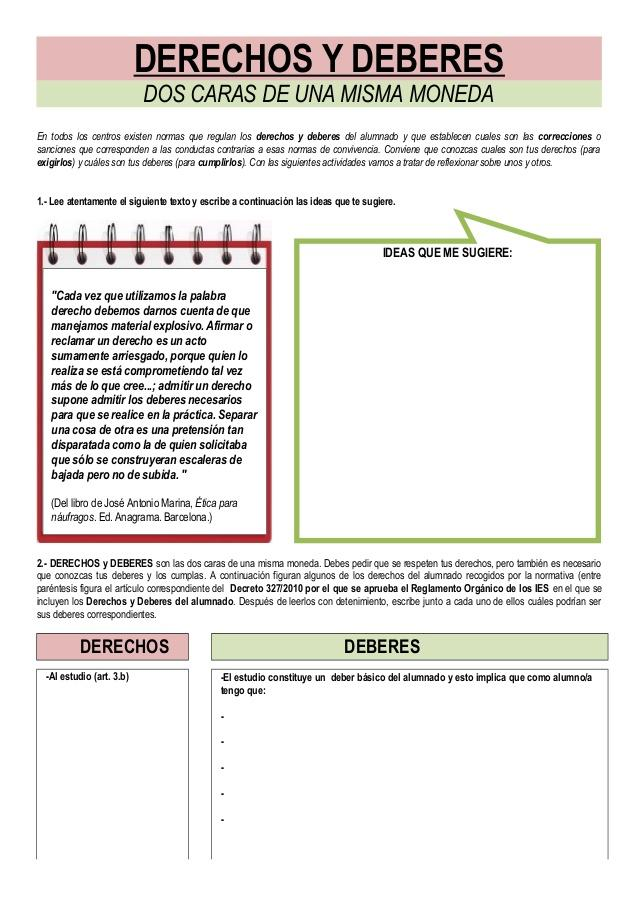 DERECHOS Y DEBERES
DOS CARAS DE UNA MISMA MONEDA
En todos los centros existen normas que regulan los derechos y deberes del alumnado y que establecen cuales son las correcciones o
sanciones que corresponden a las conductas contrarias a esas normas de convivencia. Conviene que conozcas cuales son tus derechos (para
exigirlos) y cuáles son tus deberes (para cumplirlos). Con las siguientes actividades vamos a tratar de reflexionar sobre unos y otros.
1.- Lee atentamente el siguiente texto y escribe a continuación las ideas que te sugiere.
"Cada vez que utilizamos la palabra
derecho debemos darnos cuenta de que
manejamos material explosivo. Afirmar o
reclamar un derecho es un acto
sumamente arriesgado, porque quien lo
realiza se está comprometiendo tal vez
más de lo que cree...; admitir un derecho
supone admitir los deberes necesarios
para que se realice en la práctica. Separar
una cosa de otra es una pretensión tan
disparatada como la de quien solicitaba
que sólo se construyeran escaleras de
bajada pero no de subida. "
(Del libro de José Antonio Marina, Ética para
náufragos. Ed. Anagrama. Barcelona.)
IDEAS QUE ME SUGIERE:
2.- DERECHOS y DEBERES son las dos caras de una misma moneda. Debes pedir que se respeten tus derechos, pero también es necesario
que conozcas tus deberes y los cumplas. A continuación figuran algunos de los derechos del alumnado recogidos por la normativa (entre
paréntesis figura el artículo correspondiente del Decreto 327/2010 por el que se aprueba el Reglamento Orgánico de los IES en el que se
incluyen los Derechos y Deberes del alumnado. Después de leerlos con detenimiento, escribe junto a cada uno de ellos cuáles podrían ser
sus deberes correspondientes.
DERECHOS
DEBERES
-Al estudio (art. 3.b)
-El estudio constituye un deber básico del alumnado y esto implica que como alumno/a
tengo que:
-
-
-
-
-